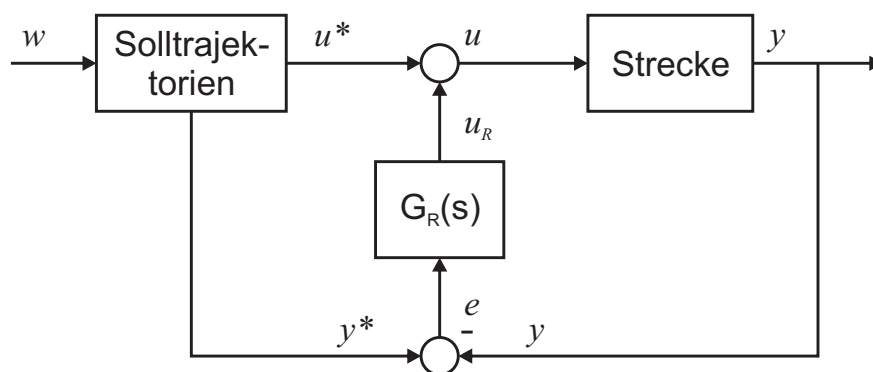 w
Solltrajek-
torien
u*
u
Strecke
y
u_R
G_R(s)
e
-
y*
y